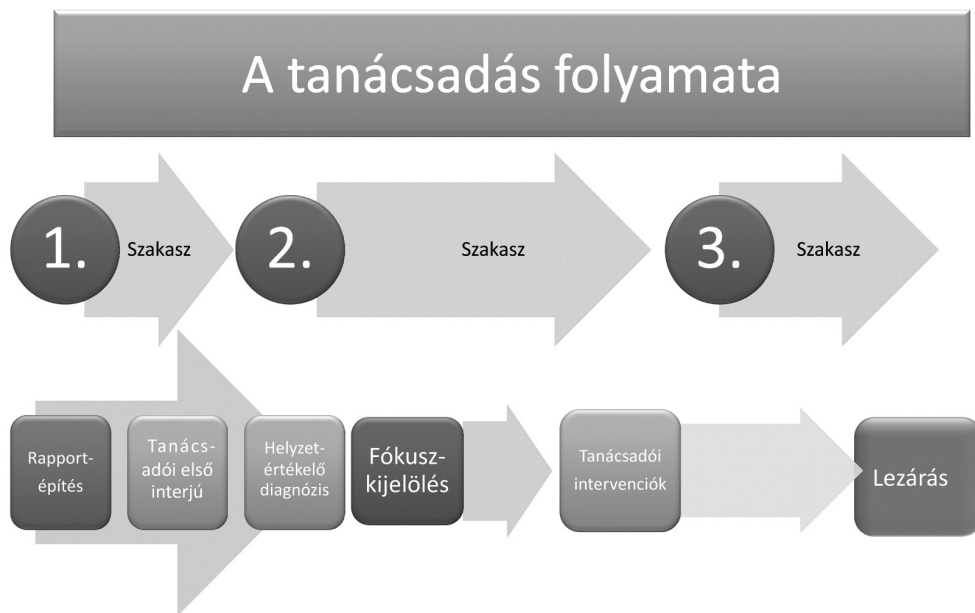 A tanácsadás folyamata
1. Szakasz
2. Szakasz
3. Szakasz
Rapport-
építés
Tanács-
adói első
interjú
Helyzet-
értékelő
diagnózis
Fókusz-
kijelölés
Tanácsadói
intervenciók
Lezárás